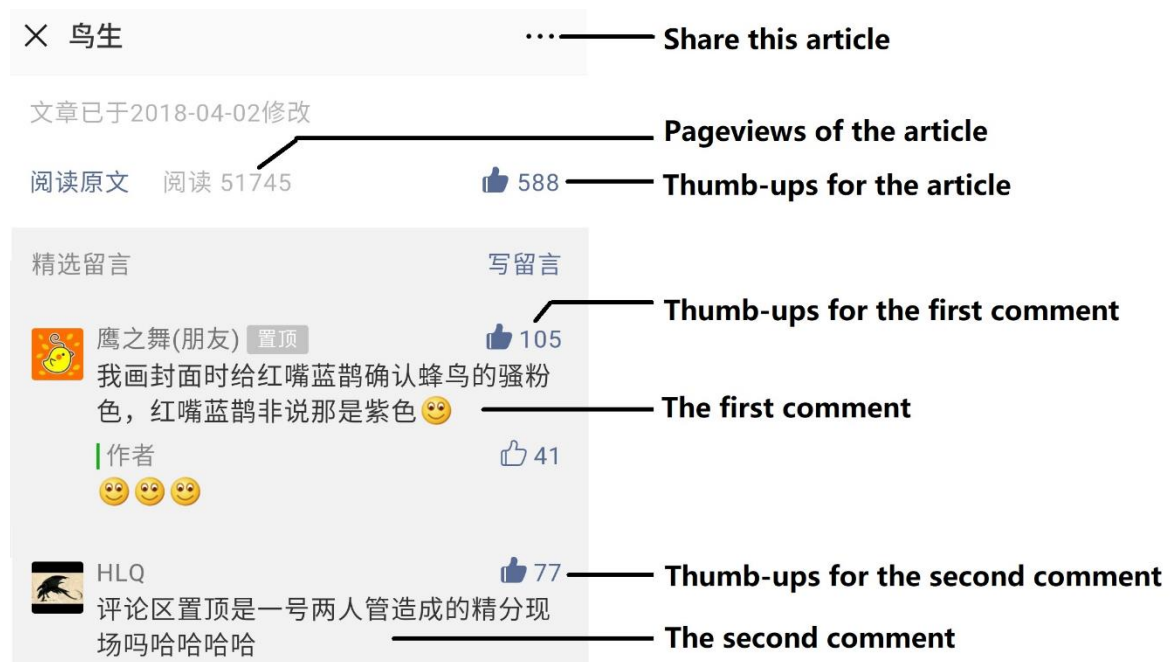 鸟生
Share this article
文章已于2018-04-02修改
Pageviews of the article
阅读原文 阅读 51745 588
Thumb-ups for the article
精选留言 写留言
Thumb-ups for the first comment
鹰之舞(朋友) 置顶 105
我画封面时给红嘴蓝鹊确认蜂鸟的骚粉
色，红嘴蓝鹊非说那是紫色
The first comment
作者 41
HLQ 77
Thumb-ups for the second comment
评论区置顶是一号两人管造成的精分现
场吗哈哈哈哈
The second comment